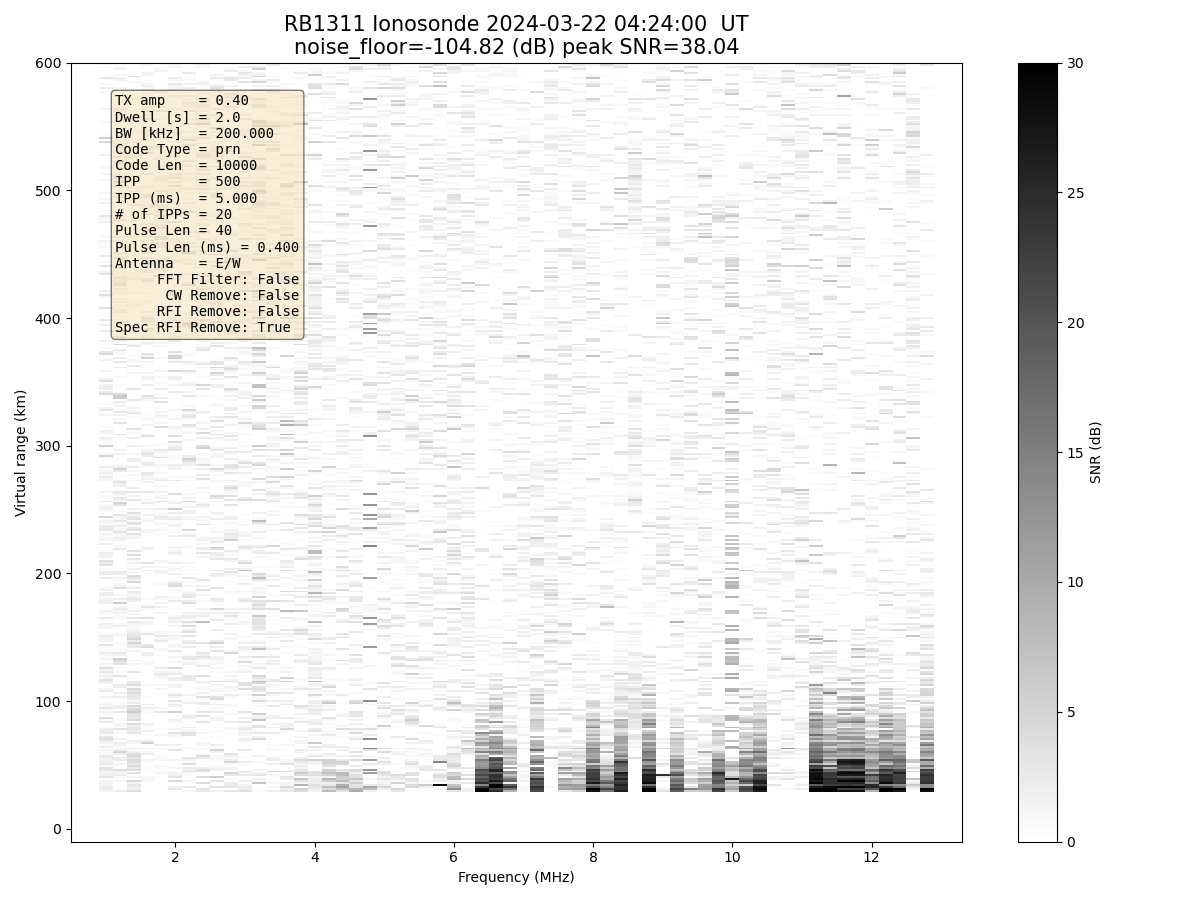 RB1311 Ionosonde 2024-03-22 04:24:00  UT
noise_floor=-104.82 (dB) peak SNR=38.04
TX amp    = 0.40
Dwell [s] = 2.0
BW [kHz]  = 200.000
Code Type = prn
Code Len  = 10000
IPP       = 500
IPP (ms)  = 5.000
# of IPPs = 20
Pulse Len = 40
Pulse Len (ms) = 0.400
Antenna   = E/W
FFT Filter: False
CW Remove: False
RFI Remove: False
Spec RFI Remove: True
600
500
400
300
200
100
0
Virtual range (km)
2
4
6
8
10
12
Frequency (MHz)
30
25
20
15
10
5
0
SNR (dB)